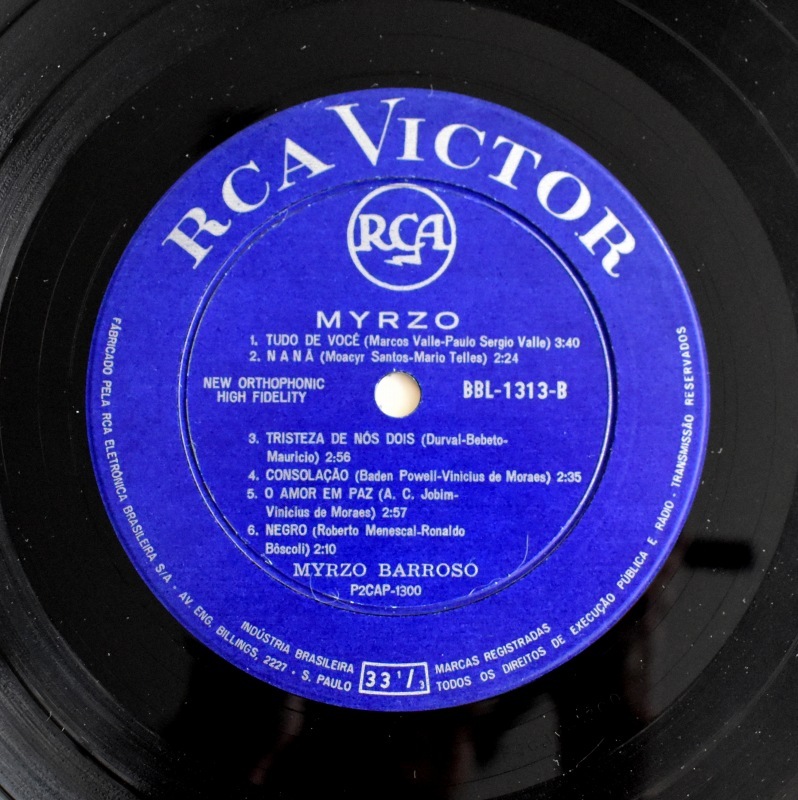 RCA VICTOR
RCA
MYRZO
1. TUDO DE VOCÊ (Marcos Valle-Paulo Sergio Valle) 3:40
2. N A N Ã (Moacyr Santos-Mario Telles) 2:24
NEW ORTHOPHONIC
HIGH FIDELITY
BBL-1313-B
3. TRISTEZA DE NÓS DOIS (Durval-Bebeto-
Mauricio) 2:56
4. CONSOLAÇÃO (Baden Powell-Vinicius de Moraes) 2:35
5. O AMOR EM PAZ (A. C. Jobim-
Vinicius de Moraes) 2:57
6. NEGRO (Roberto Menescal-Ronaldo
Bôscoli) 2:10
MYRZO BARROSO
P2CAP-1300
FÁBRICADO PELA RCA ELETRÔNICA BRASILEIRA S/A - AV. ENG. BILLINGS, 2227 - S. PAULO
INDÚSTRIA BRASILEIRA
33 1/3
MARCAS REGISTRADAS
TODOS OS DIREITOS DE EXECUÇÃO PÚBLICA E RADIO - TRANSMISSÃO RESERVADOS